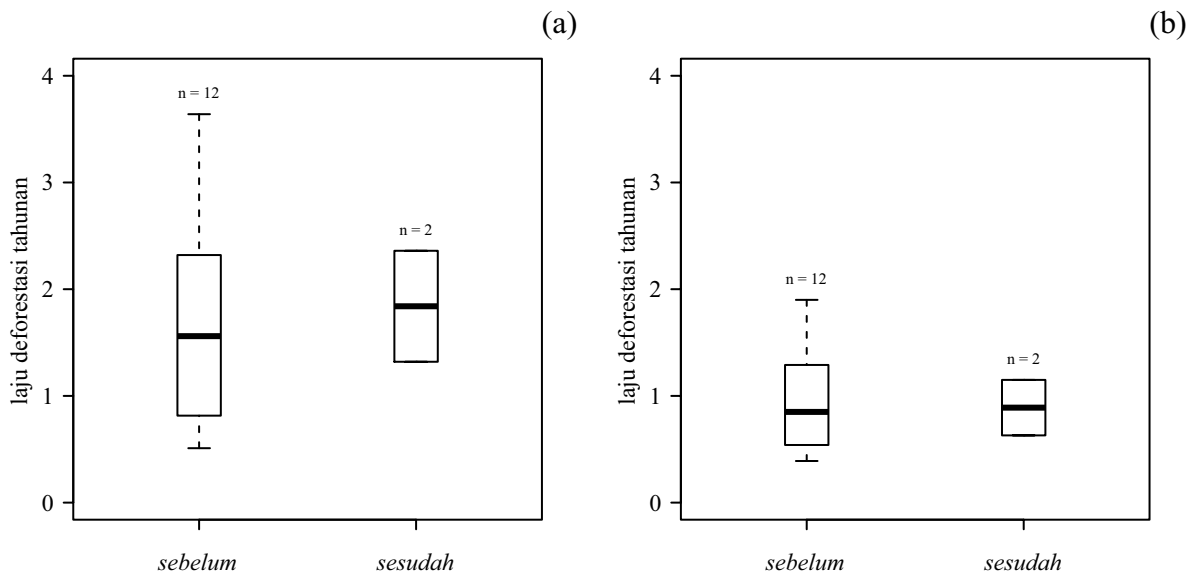 (a)
laju deforestasi tahunan
4
3
2
1
0
n = 12
n = 2
sebelum
sesudah
(b)
laju deforestasi tahunan
4
3
2
1
0
n = 12
n = 2
sebelum
sesudah